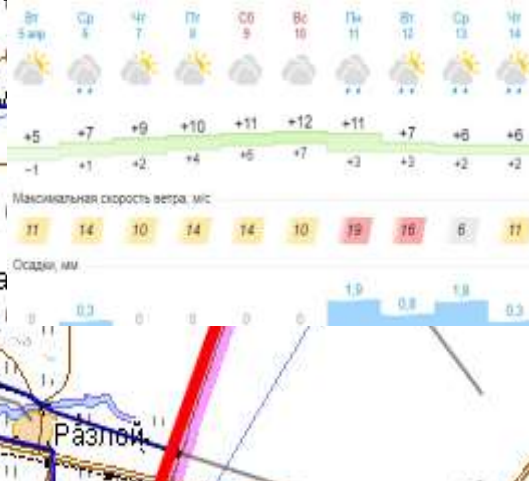 Вт Ср Чт Пт Сб Вс Пн Вт Ср Чт
5 апр 6 7 8 9 10 11 12 13 14
+5 +7 +9 +10 +11 +12 +11 +7 +6 +6
−1 +1 +2 +4 +6 +7 +3 +3 +2 +2
Максимальная скорость ветра, м/с
11 14 10 14 14 10 19 16 6 11
Осадки, мм
0 0,3 0 0 0 0 1,9 0,8 1,8 0,3
Разлой